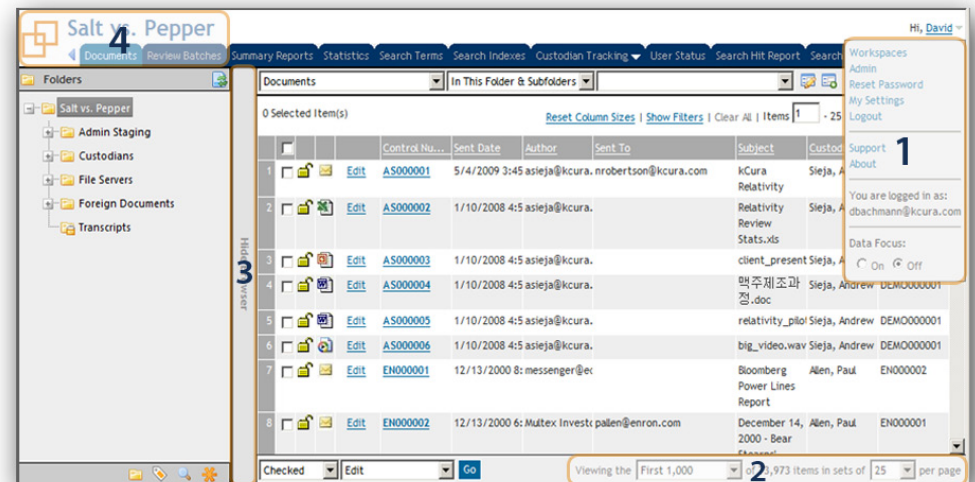 Salt vs. Pepper
4
Hi, David
Documents Review Batches Summary Reports Statistics Search Terms Search Indexes Custodian Tracking User Status Search Hit Report Search
Workspaces
Admin
Reset Password
My Settings
Logout
Support
About
1
You are logged in as:
dbachmann@kcura.com
Data Focus:
On Off
Folders
Salt vs. Pepper
Admin Staging
Custodians
File Servers
Foreign Documents
Transcripts
3
Documents In This Folder & Subfolders
0 Selected Item(s) Reset Column Sizes | Show Filters | Clear All | Items 1 - 25
Control Nu... Sent Date Author Sent To Subject Custod
1 Edit AS000001 5/4/2009 3:45 asieja@kcura. nrobertson@kcura.com kCura Relativity Sieja, A
2 Edit AS000002 1/10/2008 4:5 asieja@kcura. Relativity Review Stats.xls Sieja, A
3 Edit AS000003 1/10/2008 4:5 asieja@kcura. client_present Sieja, A
4 Edit AS000004 1/10/2008 4:5 asieja@kcura. 맥주제조과정.doc Sieja, Andrew DEMO000001
5 Edit AS000005 1/10/2008 4:5 asieja@kcura. relativity_pilot Sieja, Andrew DEMO000001
6 Edit AS000006 1/10/2008 4:5 asieja@kcura. big_video.wav Sieja, Andrew DEMO000001
7 Edit EN000001 12/13/2000 8: messenger@ec Bloomberg Power Lines Report Allen, Paul EN000002
8 Edit EN000002 12/13/2000 6: Multex Investo pallen@enron.com December 14, 2000 - Bear Allen, Paul EN000001
Checked Edit Go
Viewing the First 1,000 of 3,973 items in sets of 25 per page
2